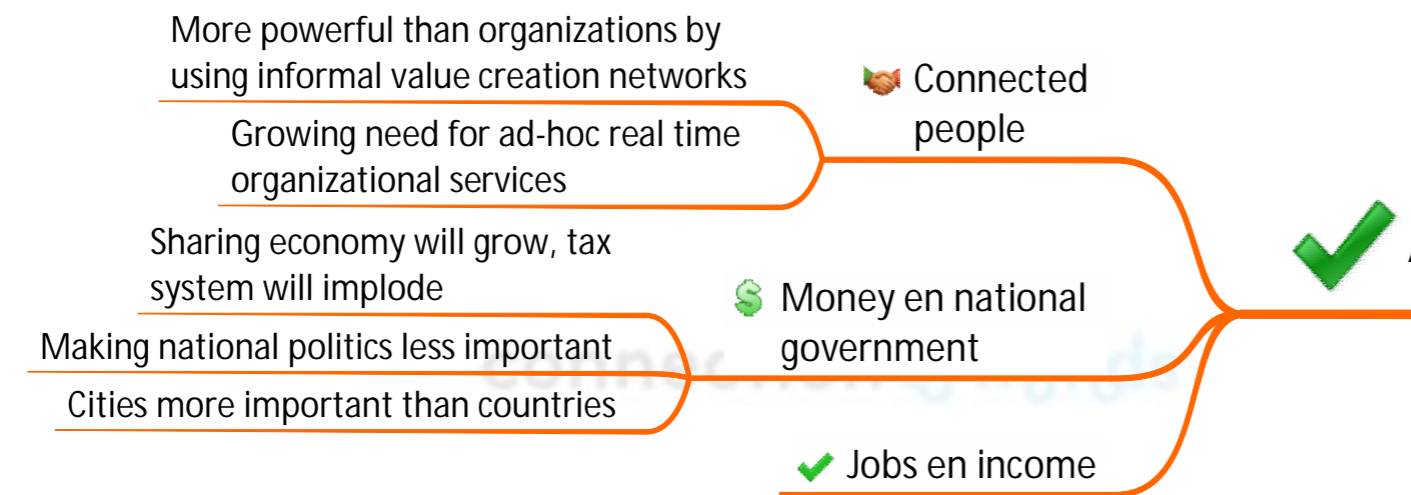 More powerful than organizations by
using informal value creation networks
Growing need for ad-hoc real time
organizational services
Connected
people
Sharing economy will grow, tax
system will implode
Making national politics less important
Cities more important than countries
Money en national
government
Jobs en income